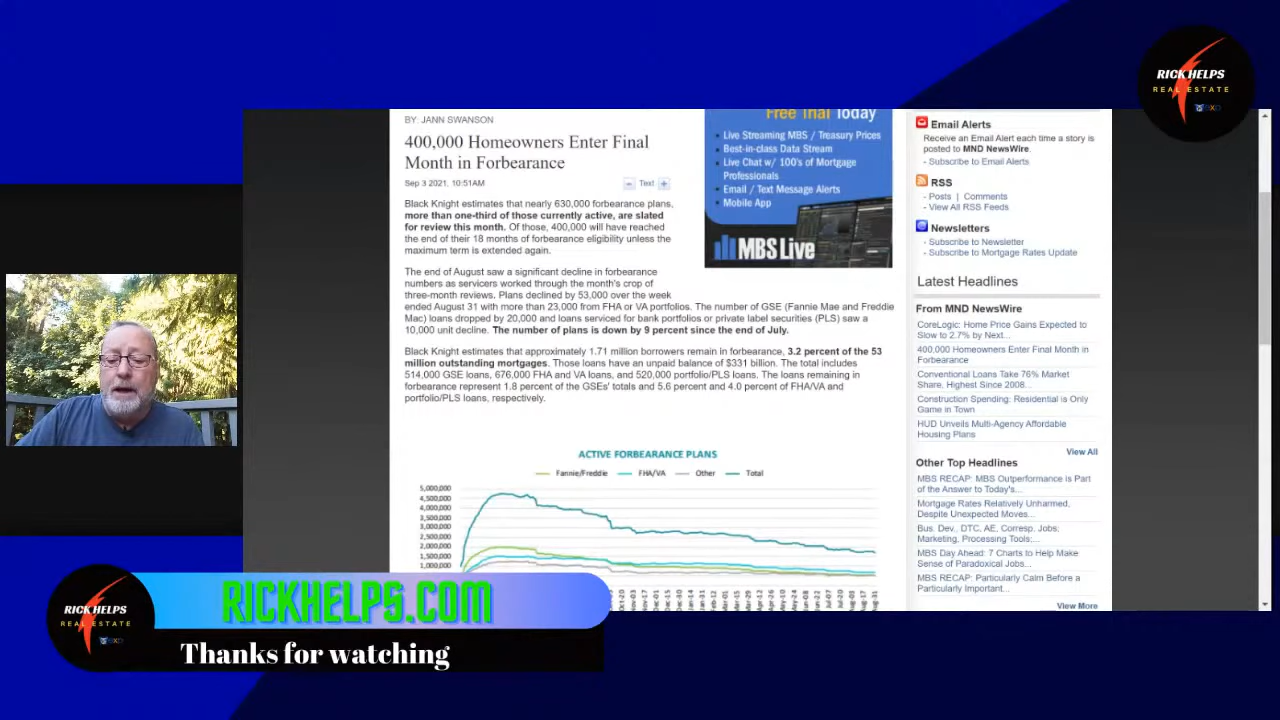 RICK HELPS
REAL ESTATE
BY: JANN SWANSON
400,000 Homeowners Enter Final
Month in Forbearance
Sep 3 2021, 10:51AM
Text
Black Knight estimates that nearly 630,000 forbearance plans,
more than one-third of those currently active, are slated
for review this month. Of those, 400,000 will have reached
the end of their 18 months of forbearance eligibility unless the
maximum term is extended again.
The end of August saw a significant decline in forbearance
numbers as servicers worked through the month's crop of
three-month reviews. Plans declined by 53,000 over the week
ended August 31 with more than 23,000 from FHA or VA portfolios. The number of GSE (Fannie Mae and Freddie
Mac) loans dropped by 20,000 and loans serviced for bank portfolios or private label securities (PLS) saw a
10,000 unit decline. The number of plans is down by 9 percent since the end of July.
Black Knight estimates that approximately 1.71 million borrowers remain in forbearance, 3.2 percent of the 53
million outstanding mortgages. Those loans have an unpaid balance of $331 billion. The total includes
514,000 GSE loans, 676,000 FHA and VA loans, and 520,000 portfolio/PLS loans. The loans remaining in
forbearance represent 1.8 percent of the GSEs' totals and 5.6 percent and 4.0 percent of FHA/VA and
portfolio/PLS loans, respectively.
ACTIVE FORBEARANCE PLANS
Fannie/Freddie FHA/VA Other Total
5,000,000
4,500,000
4,000,000
3,500,000
3,000,000
2,500,000
2,000,000
1,500,000
1,000,000
Free Trial Today
• Live Streaming MBS / Treasury Prices
• Best-in-class Data Stream
• Live Chat w/ 100's of Mortgage
Professionals
• Email / Text Message Alerts
• Mobile App
MBS Live
Email Alerts
Receive an Email Alert each time a story is
posted to MND NewsWire.
- Subscribe to Email Alerts
RSS
- Posts | Comments
- View All RSS Feeds
Newsletters
- Subscribe to Newsletter
- Subscribe to Mortgage Rates Update
Latest Headlines
From MND NewsWire
CoreLogic: Home Price Gains Expected to
Slow to 2.7% by Next...
400,000 Homeowners Enter Final Month in
Forbearance
Conventional Loans Take 76% Market
Share, Highest Since 2008...
Construction Spending: Residential is Only
Game in Town
HUD Unveils Multi-Agency Affordable
Housing Plans
View All
Other Top Headlines
MBS RECAP: MBS Outperformance is Part
of the Answer to Today's...
Mortgage Rates Relatively Unharmed,
Despite Unexpected Moves...
Bus. Dev., DTC, AE, Corresp. Jobs;
Marketing, Processing Tools;...
MBS Day Ahead: 7 Charts to Help Make
Sense of Paradoxical Jobs...
MBS RECAP: Particularly Calm Before a
Particularly Important...
View More
RICK HELPS
REAL ESTATE
RICKHELPS.COM
Thanks for watching